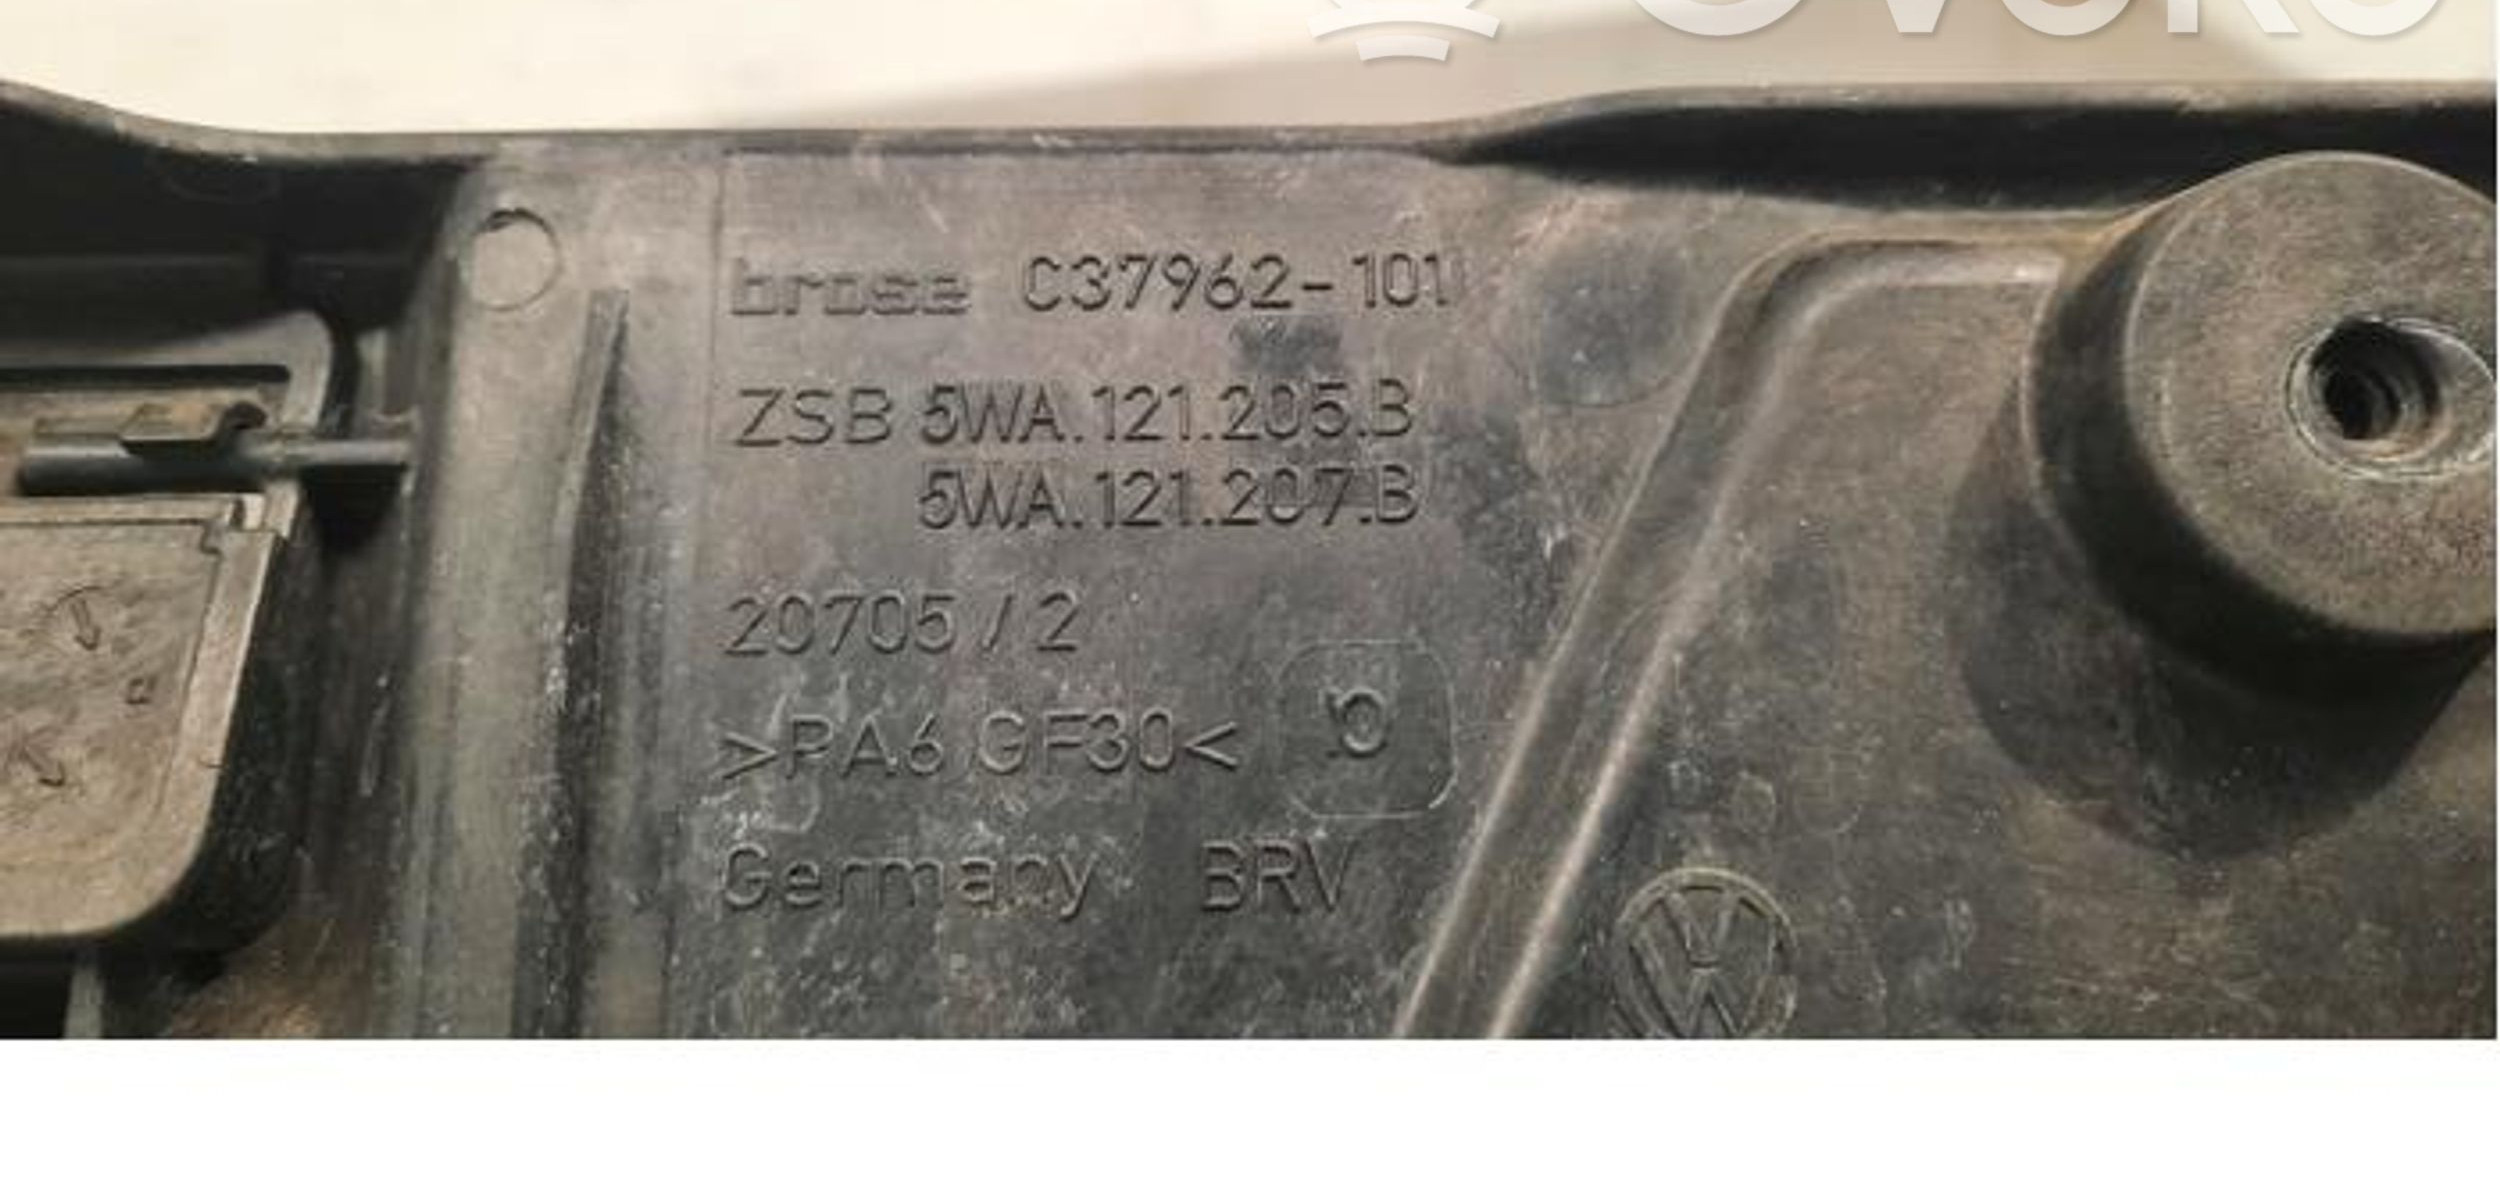 brose C37962-101
ZSB 5WA.121.205.B
5WA.121.207.B
20705 / 2
>PA6 GF30<
Germany BRV